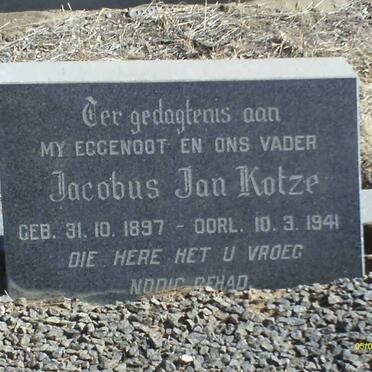 Ter gedagtenis aan
MY EGGENOOT EN ONS VADER
Jacobus Jan Kotze
GEB. 31. 10. 1897 - OORL. 10. 3. 1941
DIE HERE HET U VROEG
NODIG GEHAD.